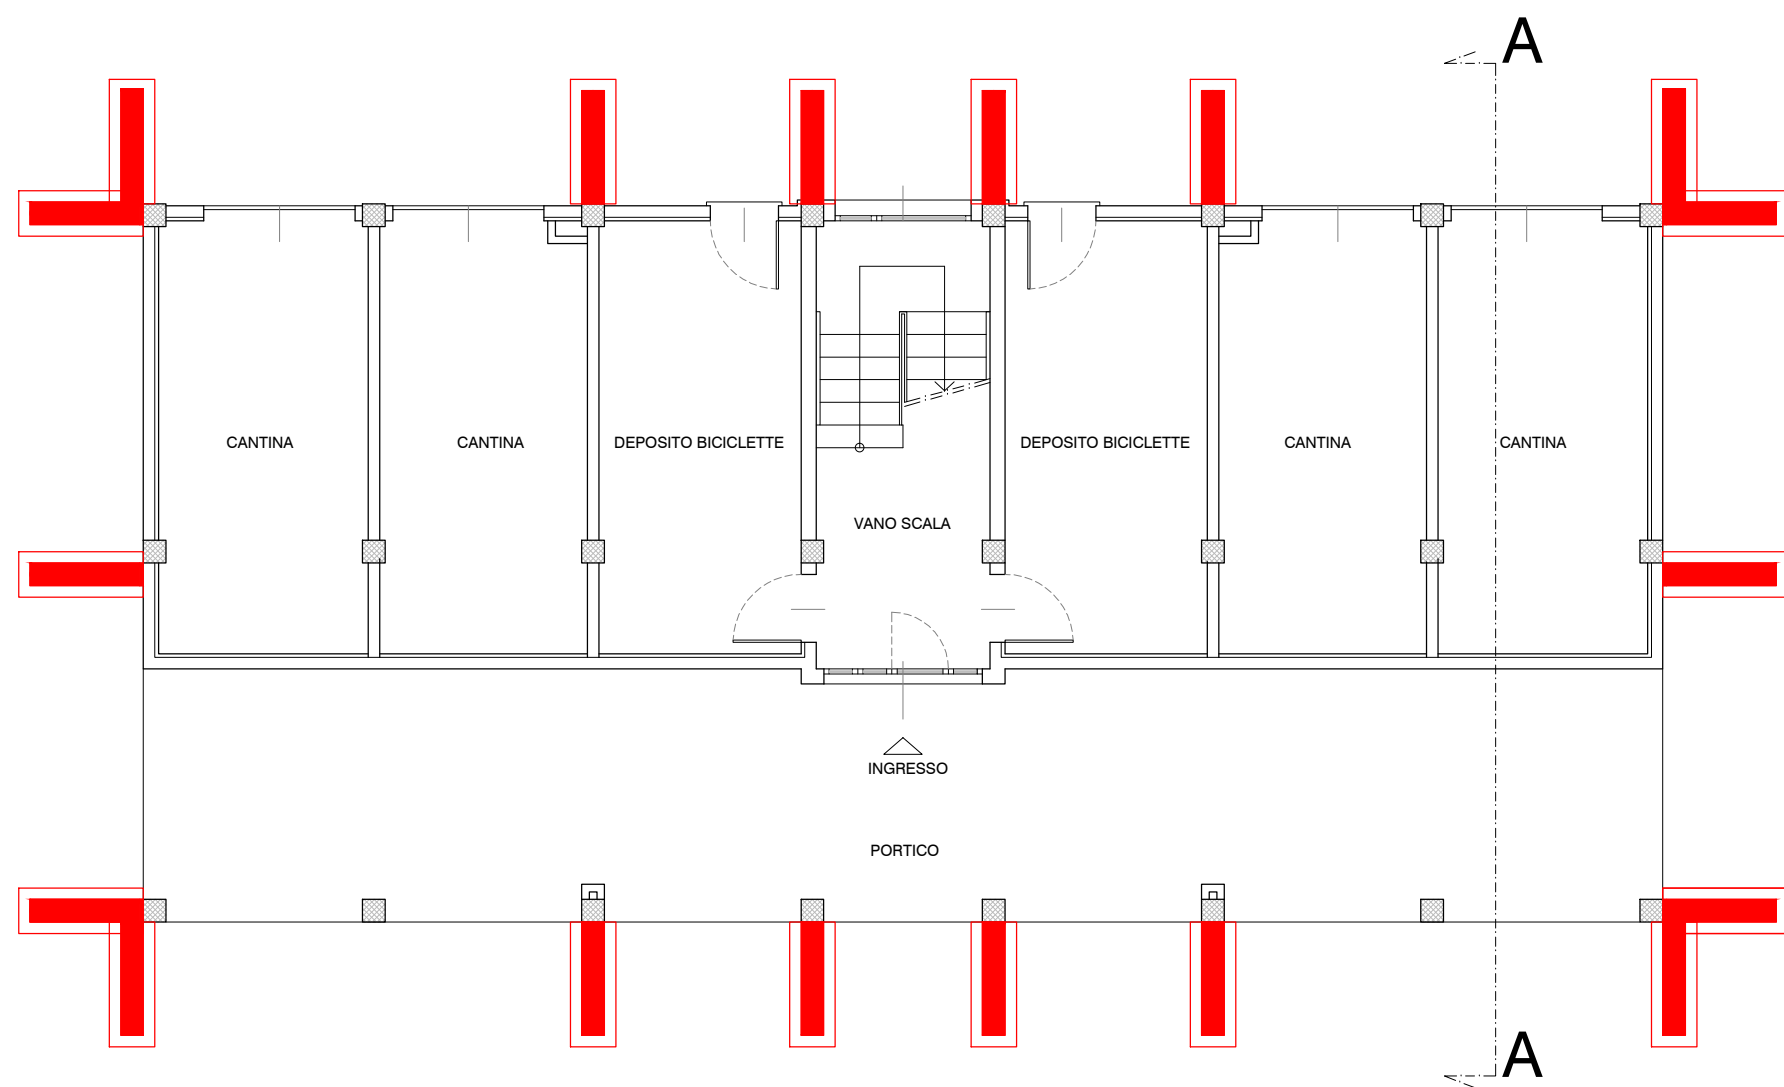 A
CANTINA
CANTINA
DEPOSITO BICICLETTE
DEPOSITO BICICLETTE
CANTINA
CANTINA
VANO SCALA
INGRESSO
PORTICO
A